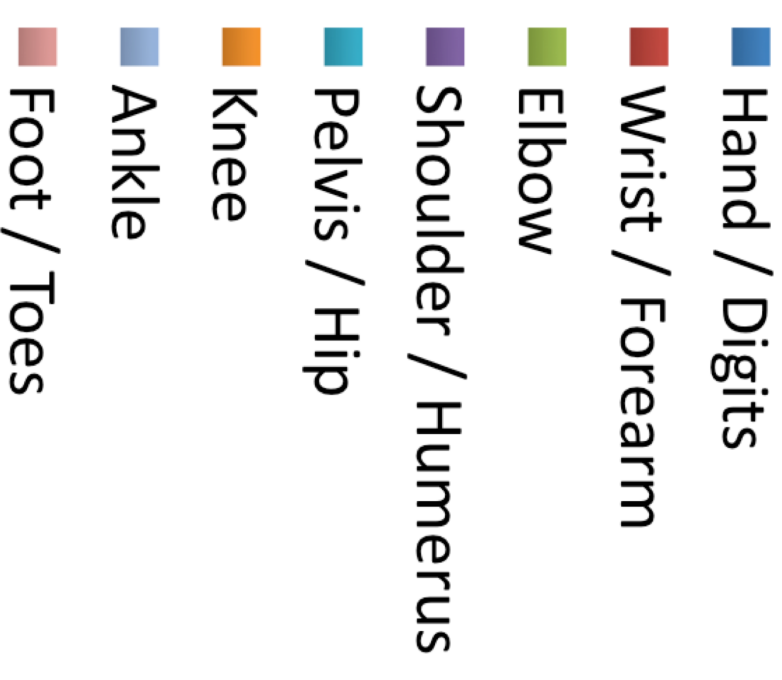 Hand / Digits
Wrist / Forearm
Elbow
Shoulder / Humerus
Pelvis / Hip
Knee
Ankle
Foot / Toes